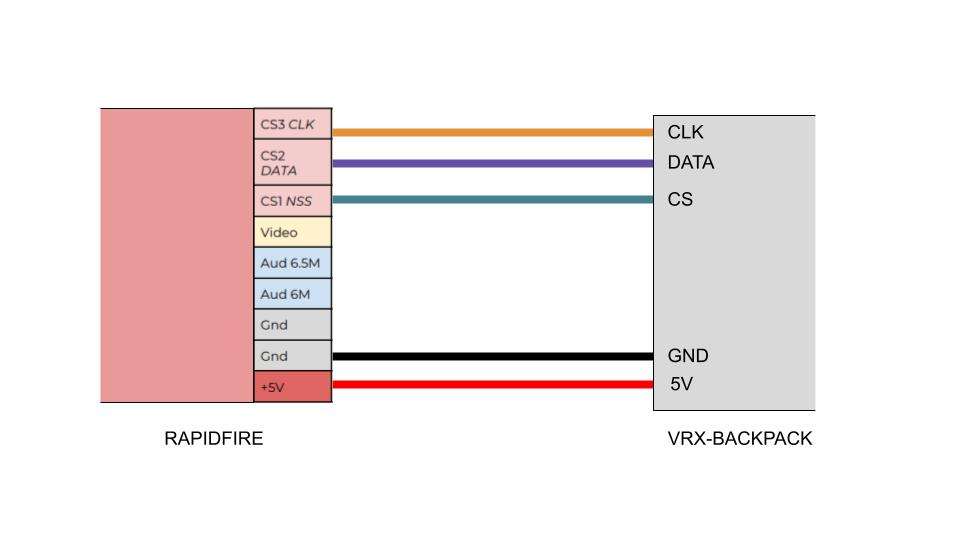 CS3 CLK
CS2
DATA
CS1 NSS
Video
Aud 6.5M
Aud 6M
Gnd
Gnd
+5V
RAPIDFIRE
CLK
DATA
CS
GND
5V
VRX-BACKPACK